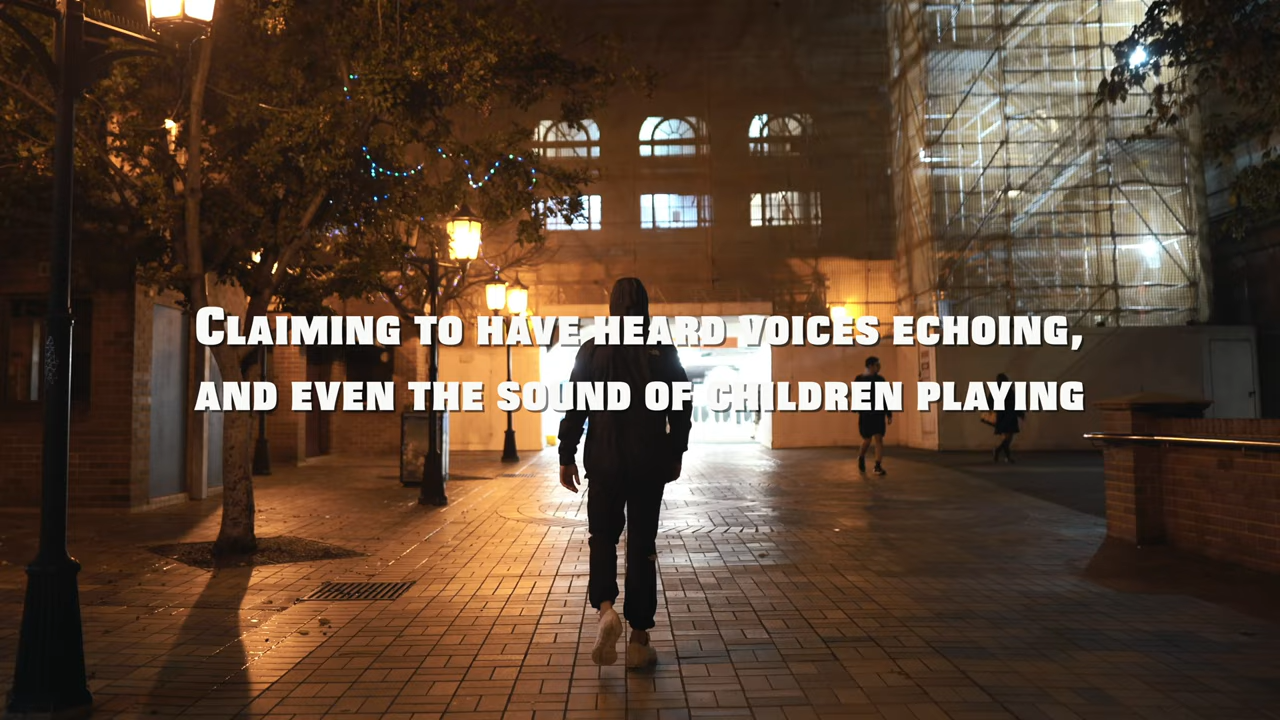 Claiming to have heard voices echoing,
and even the sound of children playing